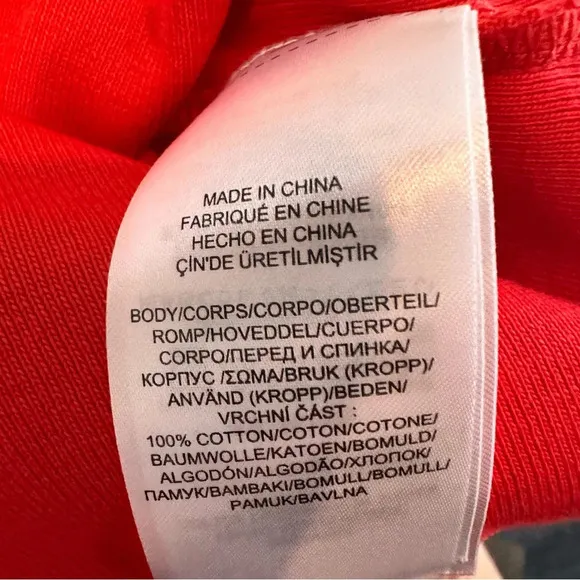 MADE IN CHINA
FABRIQUÉ EN CHINE
HECHO EN CHINA
ÇİN'DE ÜRETİLMİŞTİR
BODY/CORPS/CORPO/OBERTEIL/
ROMP/HOVEDDEL/CUERPO/
CORPO/ПЕРЕД И СПИНКА/
КОРПУС /ΣΩΜΑ/BRUK (KROPP)/
ANVÄND (KROPP)/BEDEN/
VRCHNÍ ČÁST :
100% COTTON/COTON/COTONE/
BAUMWOLLE/KATOEN/BOMULD/
ALGODÓN/ALGODÃO/ХЛОПОК/
ПАМУК/ΒΑΜΒΑΚΙ/BOMULL/BOMULL/
PAMUK/BAVLNA